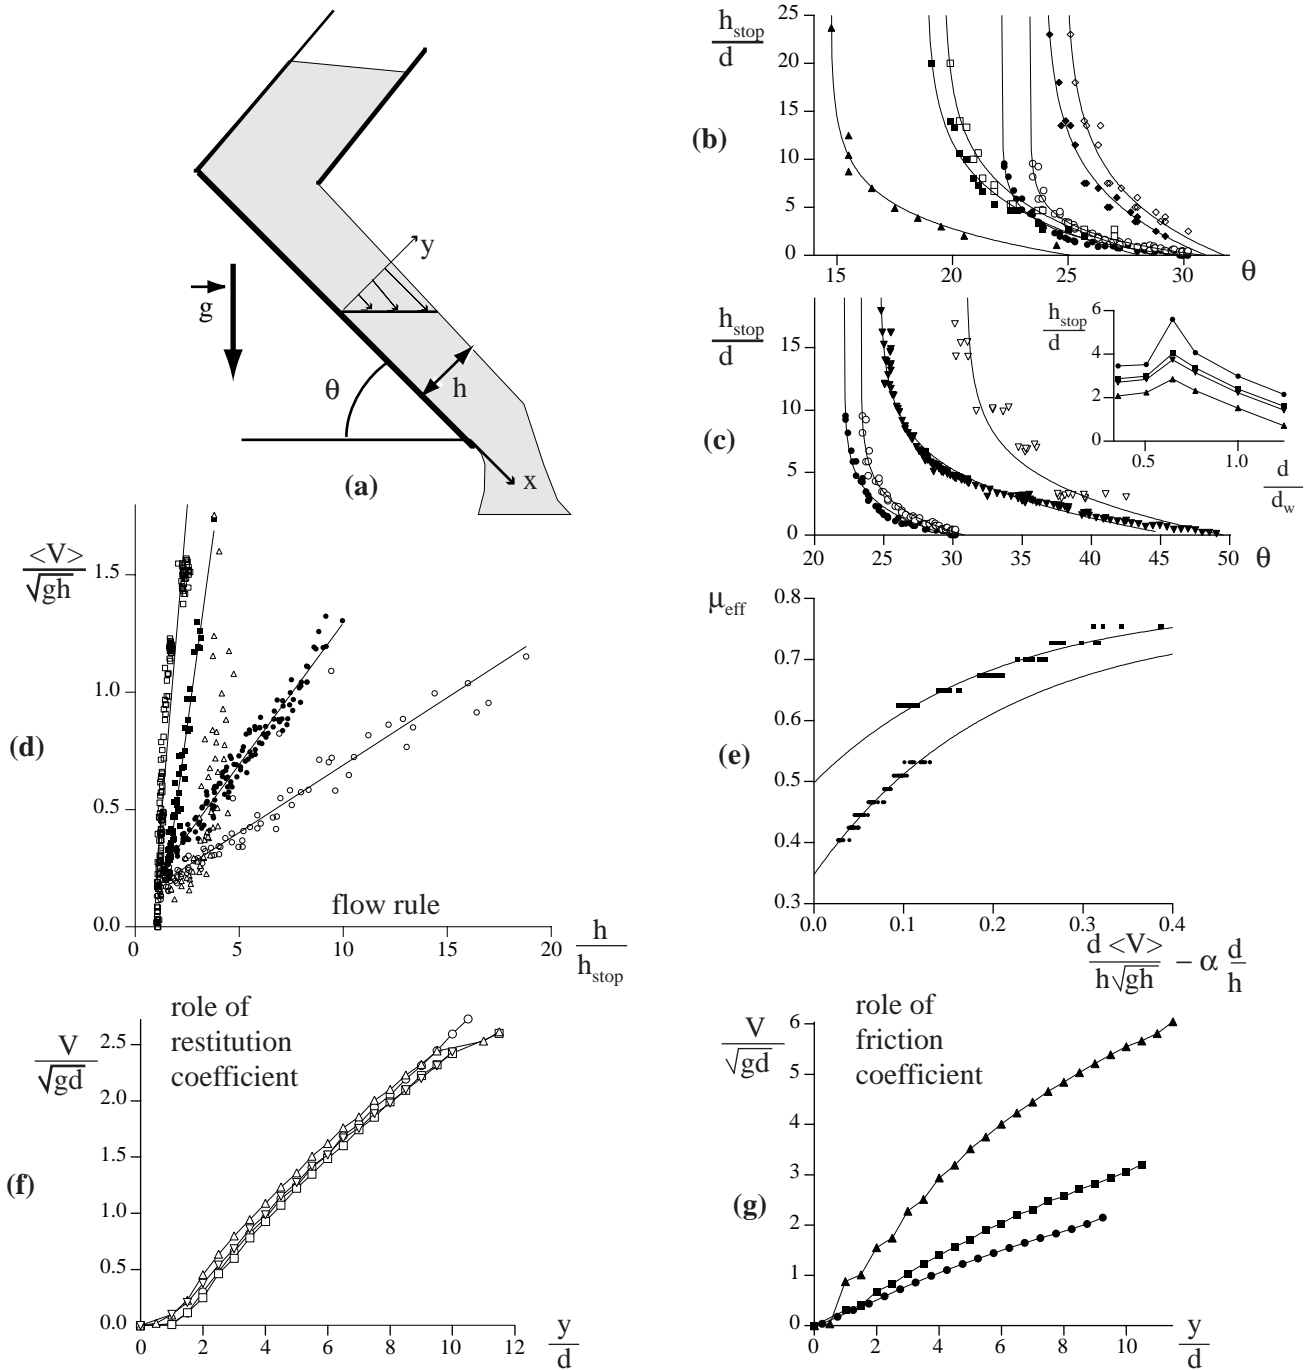 g
θ
y
h
x
(a)
h_stop
d
25
20
15
10
5
0
15
20
25
30
θ
(b)
h_stop
d
15
10
5
0
20
25
30
35
40
45
50
θ
(c)
h_stop
d
6
4
2
0
0.5
1.0
d
d_w
<V>
√gh
1.5
1.0
0.5
0.0
0
5
10
15
20
flow rule
h
h_stop
(d)
μ_eff
0.8
0.7
0.6
0.5
0.4
0.3
0.0
0.1
0.2
0.3
0.4
d <V>
h√gh
− α
d
h
(e)
role of
restitution
coefficient
V
√gd
2.5
2.0
1.5
1.0
0.5
0.0
0
2
4
6
8
10
12
y
d
(f)
role of
friction
coefficient
V
√gd
6
5
4
3
2
1
0
0
2
4
6
8
10
y
d
(g)